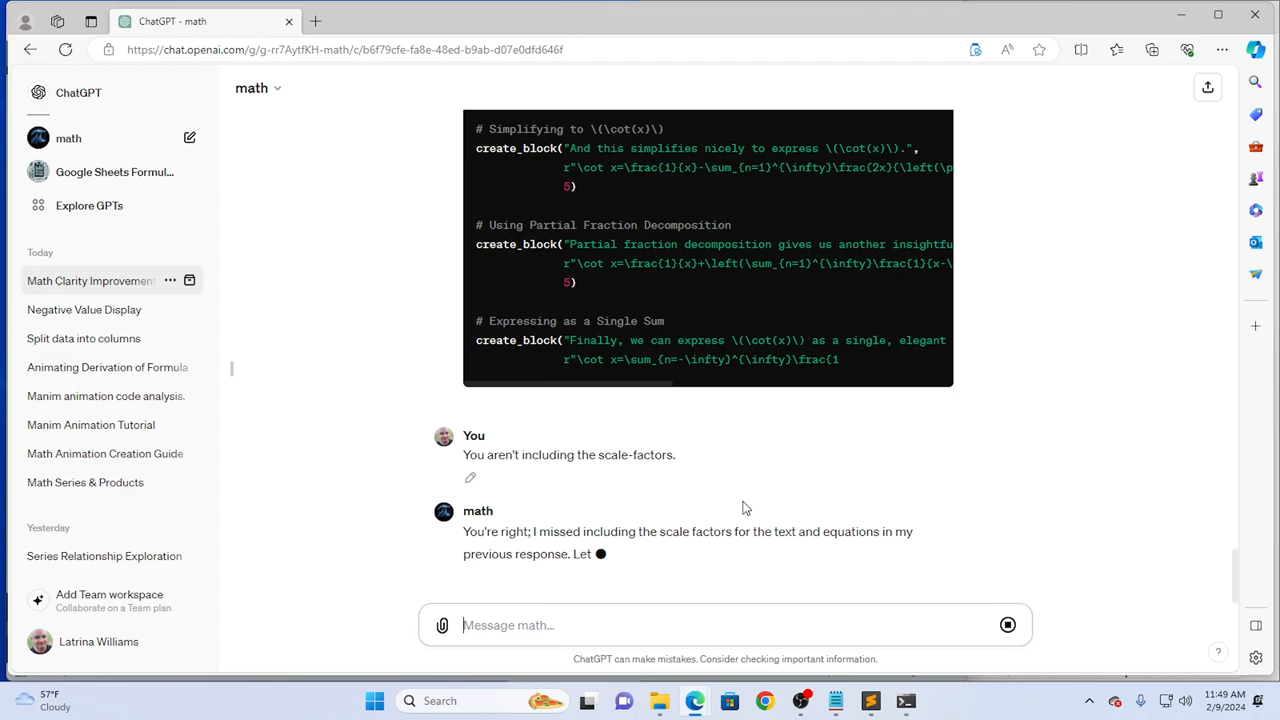 ChatGPT - math
https://chat.openai.com/g/g-rr7AytfKH-math/c/b6f79cfe-fa8e-48ed-b9ab-d07e0dfd646f
ChatGPT
math
Google Sheets Formul...
Explore GPTs
Today
Math Clarity Improvement
Negative Value Display
Split data into columns
Animating Derivation of Formula
Manim animation code analysis.
Manim Animation Tutorial
Math Animation Creation Guide
Math Series & Products
Yesterday
Series Relationship Exploration
Add Team workspace
Collaborate on a Team plan
Latrina Williams
math
# Simplifying to \(\cot(x)\)
create_block("And this simplifies nicely to express \(\cot(x)\).",
r"\cot x=\frac{1}{x}-\sum_{n=1}^{\infty}\frac{2x}{\left(\p
5)
# Using Partial Fraction Decomposition
create_block("Partial fraction decomposition gives us another insightfu
r"\cot x=\frac{1}{x}+\left(\sum_{n=1}^{\infty}\frac{1}{x-\
5)
# Expressing as a Single Sum
create_block("Finally, we can express \(\cot(x)\) as a single, elegant
r"\cot x=\sum_{n=-\infty}^{\infty}\frac{1
You
You aren't including the scale-factors.
math
You're right; I missed including the scale factors for the text and equations in my
previous response. Let
Message math...
ChatGPT can make mistakes. Consider checking important information.
?
57°F
Cloudy
Search
11:49 AM
2/9/2024